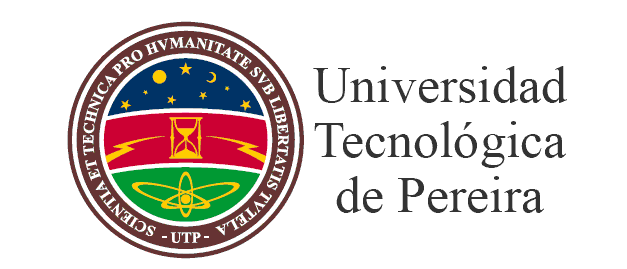 SCIENTIA ET TECHNICA PRO HVMANITATE SVB LIBERTATIS TVTELA
- UTP -
Universidad
Tecnológica
de Pereira